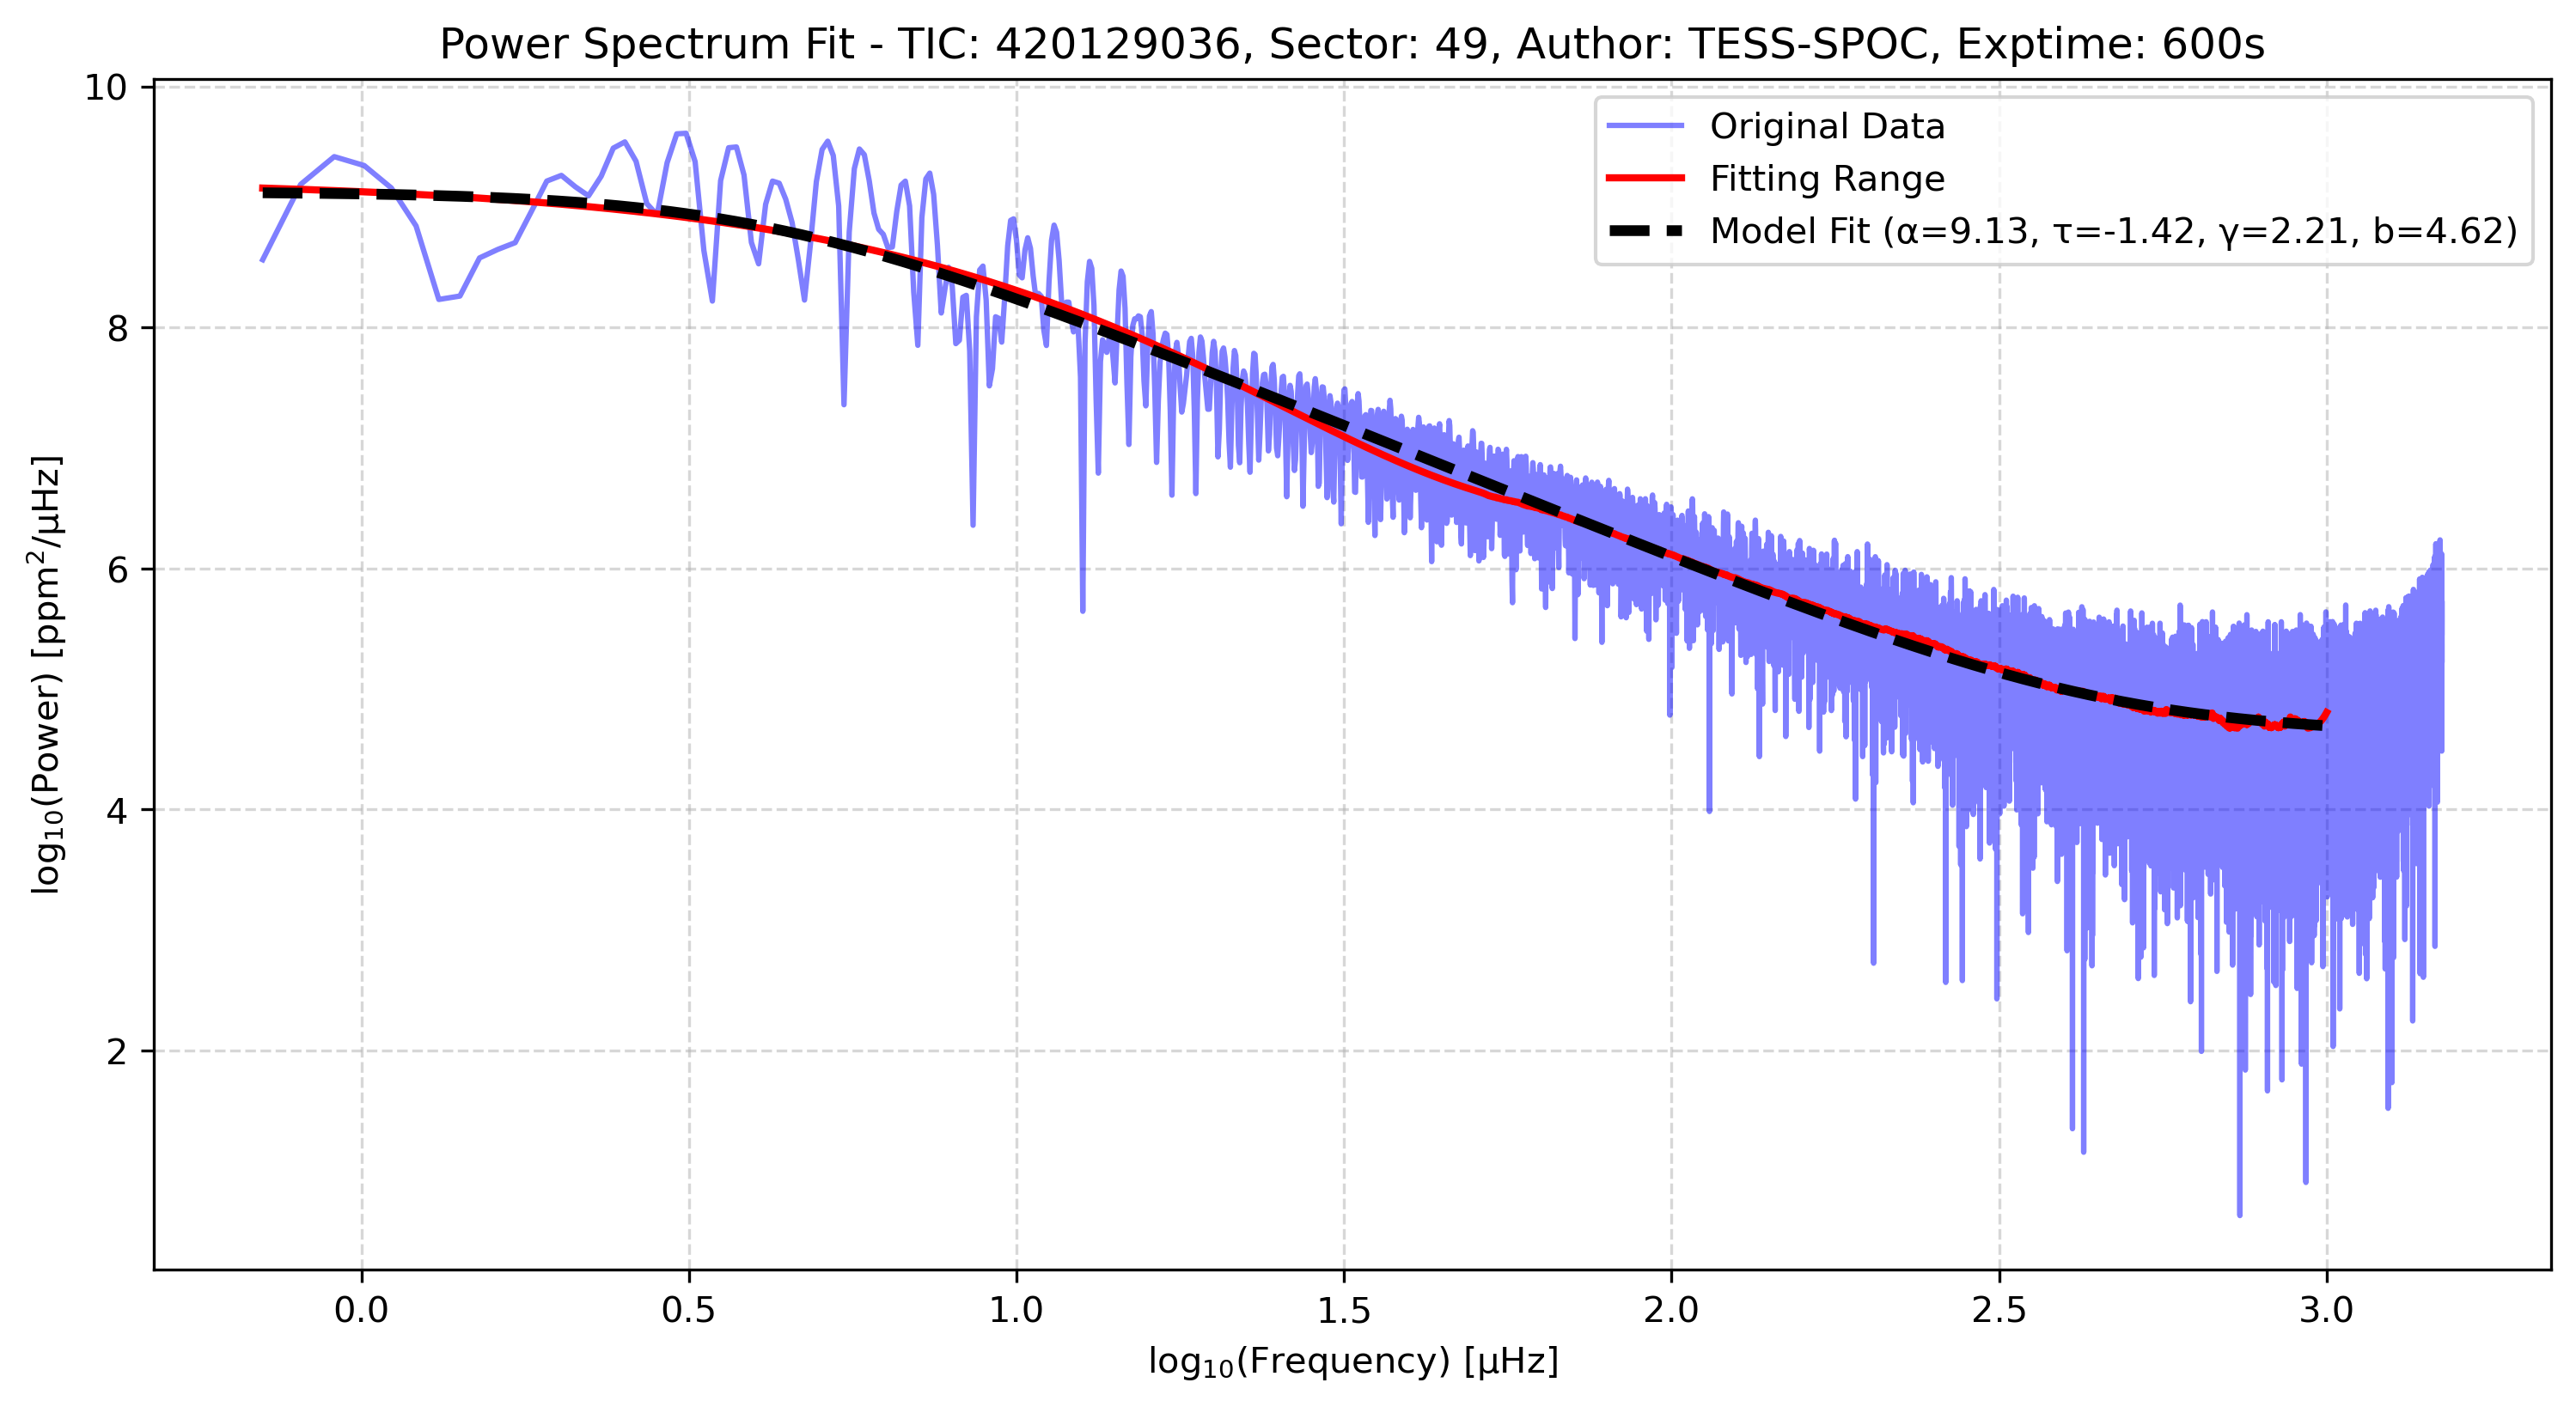 Power Spectrum Fit - TIC: 420129036, Sector: 49, Author: TESS-SPOC, Exptime: 600s
Original Data
Fitting Range
Model Fit (α=9.13, τ=-1.42, γ=2.21, b=4.62)
log₁₀(Power) [ppm²/μHz]
10
8
6
4
2
0.0 0.5 1.0 1.5 2.0 2.5 3.0
log₁₀(Frequency) [μHz]